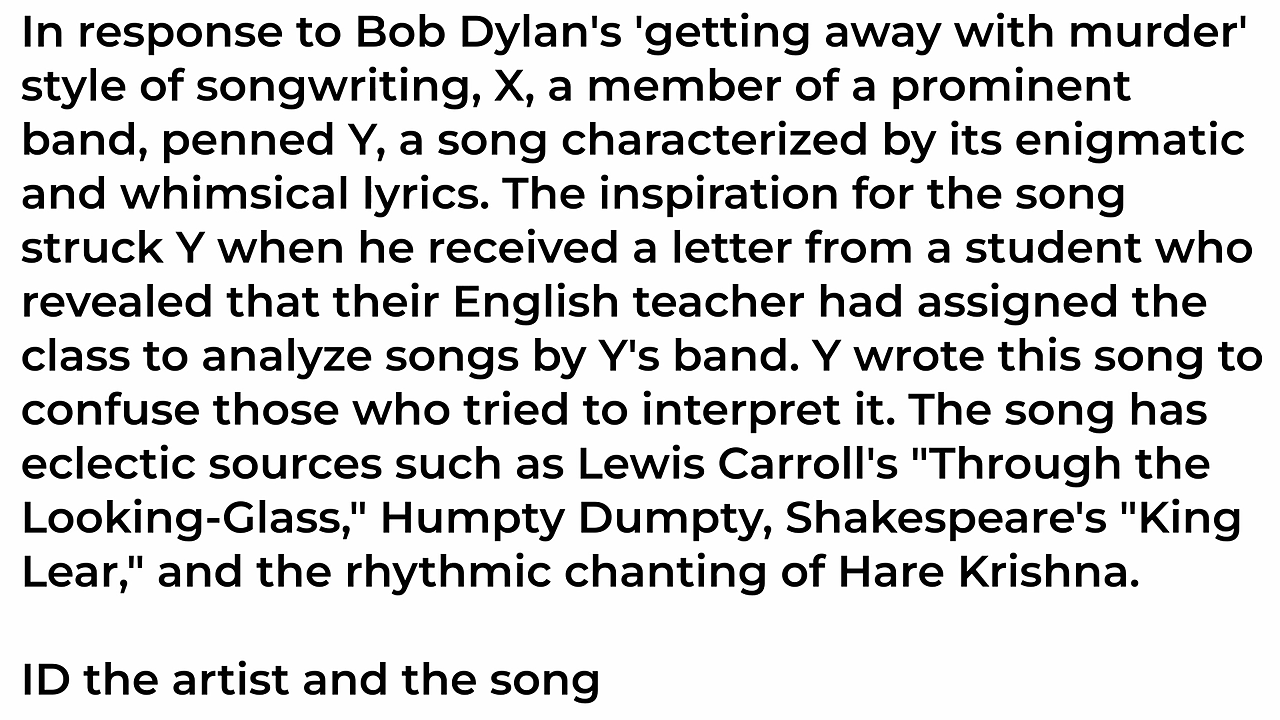 In response to Bob Dylan's 'getting away with murder'
style of songwriting, X, a member of a prominent
band, penned Y, a song characterized by its enigmatic
and whimsical lyrics. The inspiration for the song
struck Y when he received a letter from a student who
revealed that their English teacher had assigned the
class to analyze songs by Y's band. Y wrote this song to
confuse those who tried to interpret it. The song has
eclectic sources such as Lewis Carroll's "Through the
Looking-Glass," Humpty Dumpty, Shakespeare's "King
Lear," and the rhythmic chanting of Hare Krishna.
ID the artist and the song